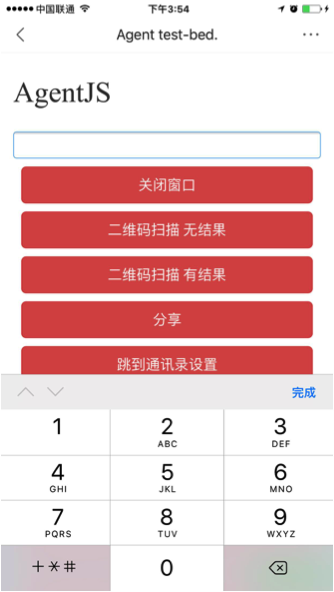 中国联通 下午3:54
Agent test-bed.
AgentJS
关闭窗口
二维码扫描 无结果
二维码扫描 有结果
分享
跳到通讯录设置
完成
1 2 3
ABC DEF
4 5 6
GHI JKL MNO
7 8 9
PQRS TUV WXYZ
+*# 0